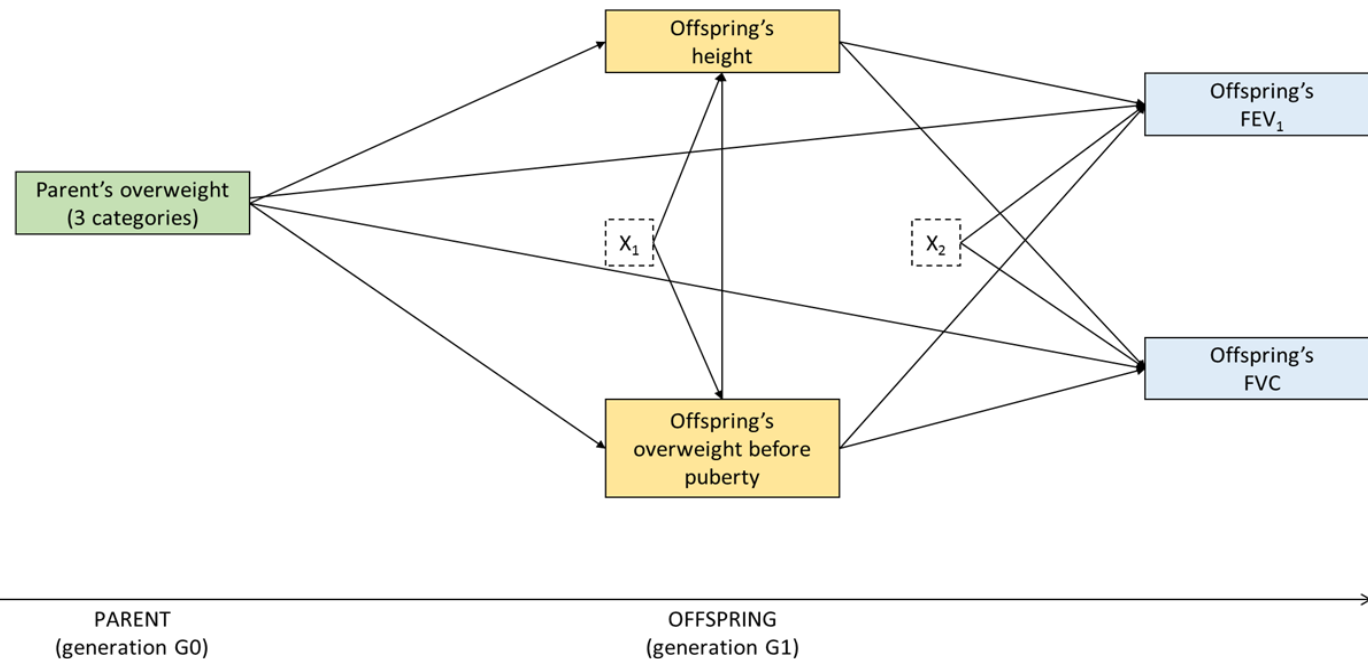 Offspring's
height
Offspring's
FEV₁
Parent's overweight
(3 categories)
X₁
X₂
Offspring's
FVC
Offspring's
overweight before
puberty
PARENT
(generation G0)
OFFSPRING
(generation G1)